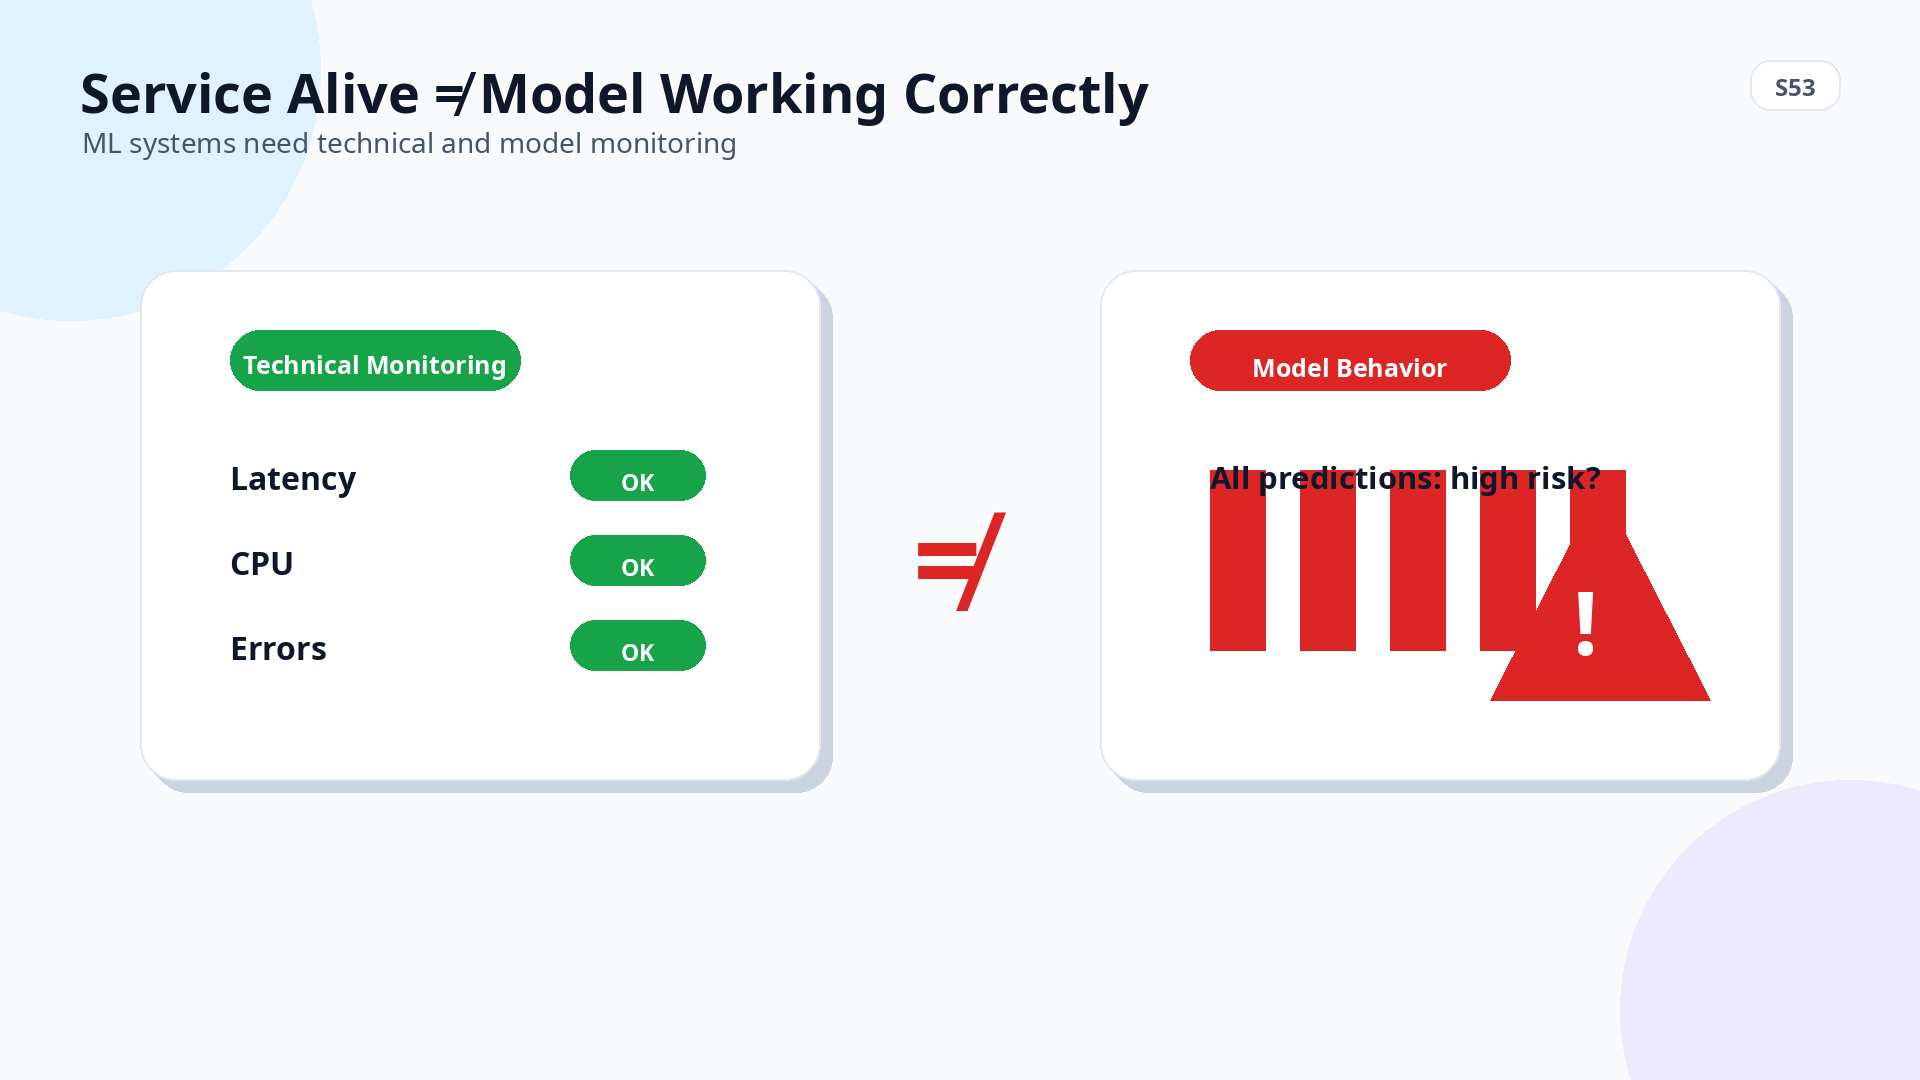 Service Alive ≠ Model Working Correctly
S53
ML systems need technical and model monitoring
Technical Monitoring
Latency OK
CPU OK
Errors OK
≠
Model Behavior
All predictions: high risk?
!